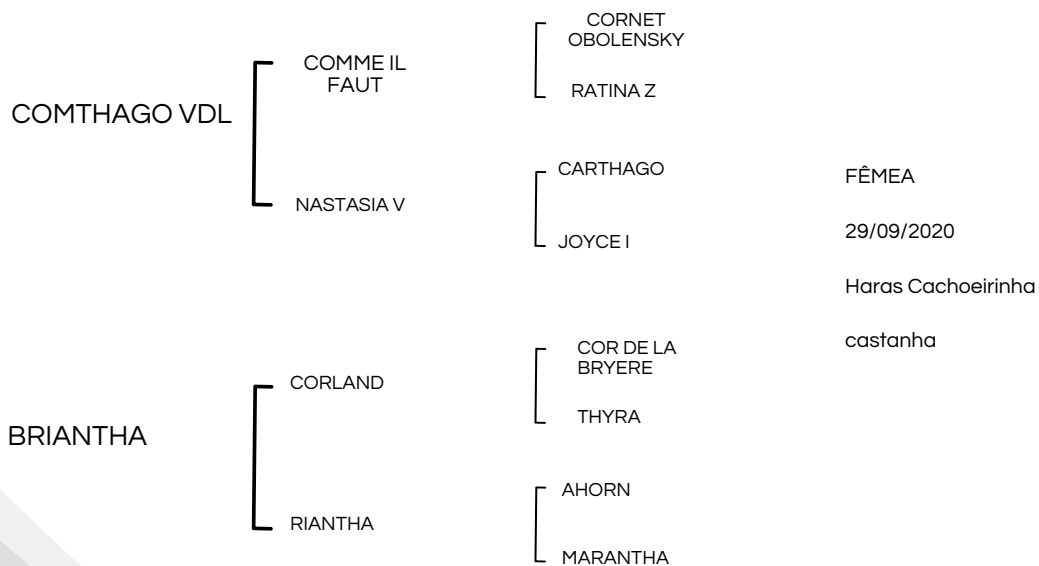 COMTHAGO VDL
COMME IL
FAUT
NASTASIA V
CORNET
OBOLENSKY
RATINA Z
CARTHAGO
JOYCE I
BRIANTHA
CORLAND
RIANTHA
COR DE LA
BRYERE
THYRA
AHORN
MARANTHA
FÊMEA
29/09/2020
Haras Cachoeirinha
castanha